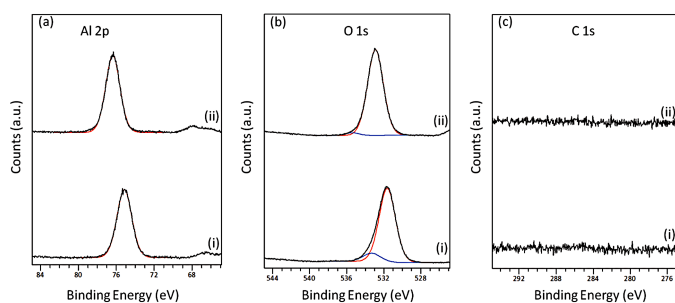 (a)
Al 2p
(ii)
(i)
Counts (a.u.)
84 80 76 72 68
Binding Energy (eV)
(b)
O 1s
(ii)
(i)
Counts (a.u.)
544 540 536 532 528
Binding Energy (eV)
(c)
C 1s
(ii)
(i)
Counts (a.u.)
292 288 284 280 276
Binding Energy (eV)